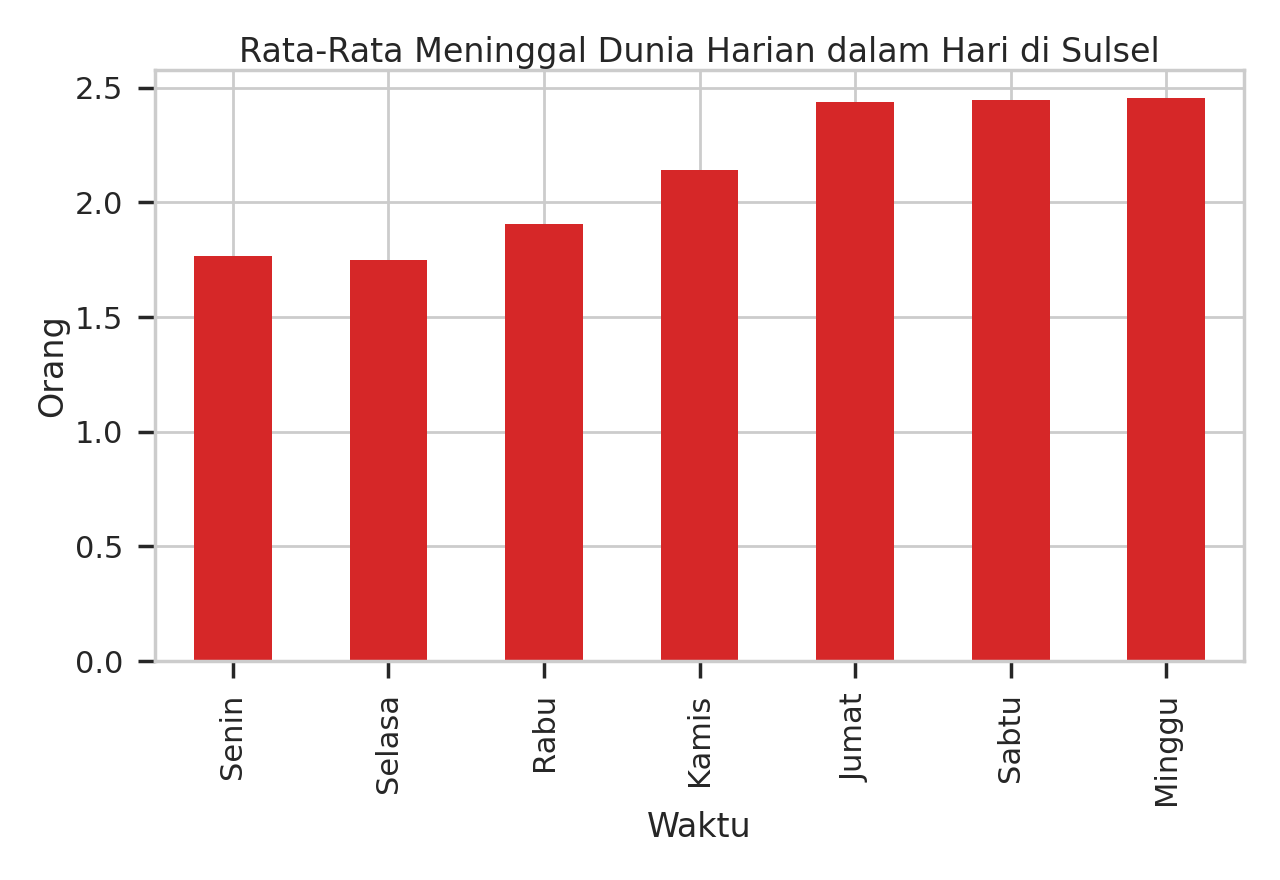 Rata-Rata Meninggal Dunia Harian dalam Hari di Sulsel
2.5
2.0
1.5
1.0
0.5
0.0
Orang
Senin
Selasa
Rabu
Kamis
Jumat
Sabtu
Minggu
Waktu